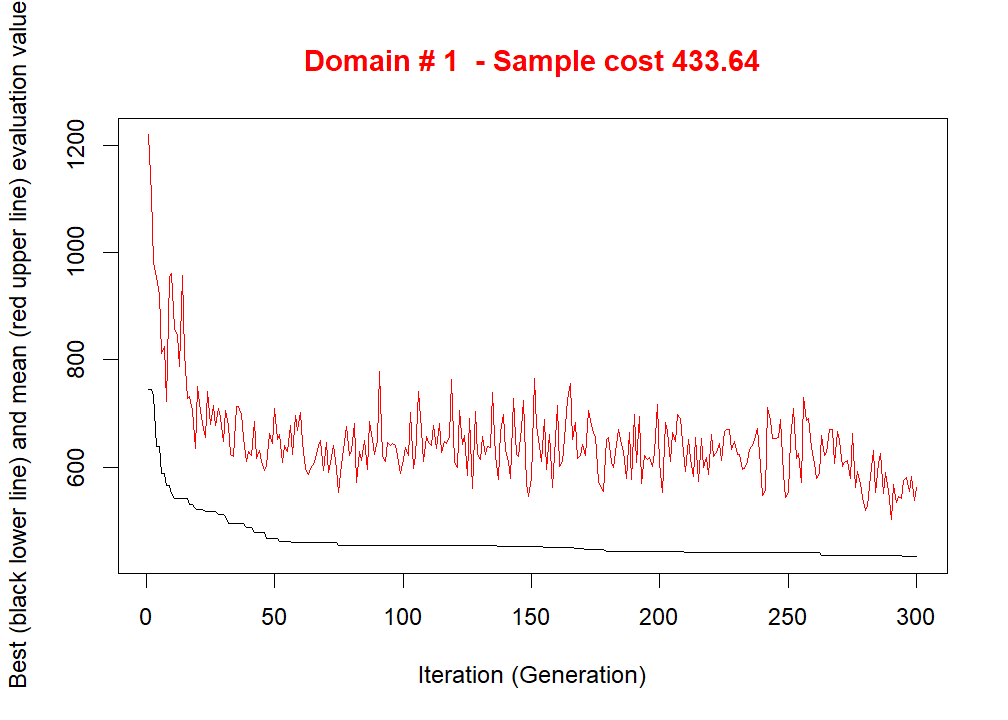 Domain # 1  - Sample cost 433.64
Best (black lower line) and mean (red upper line) evaluation value
1200
1000
800
600
0 50 100 150 200 250 300
Iteration (Generation)